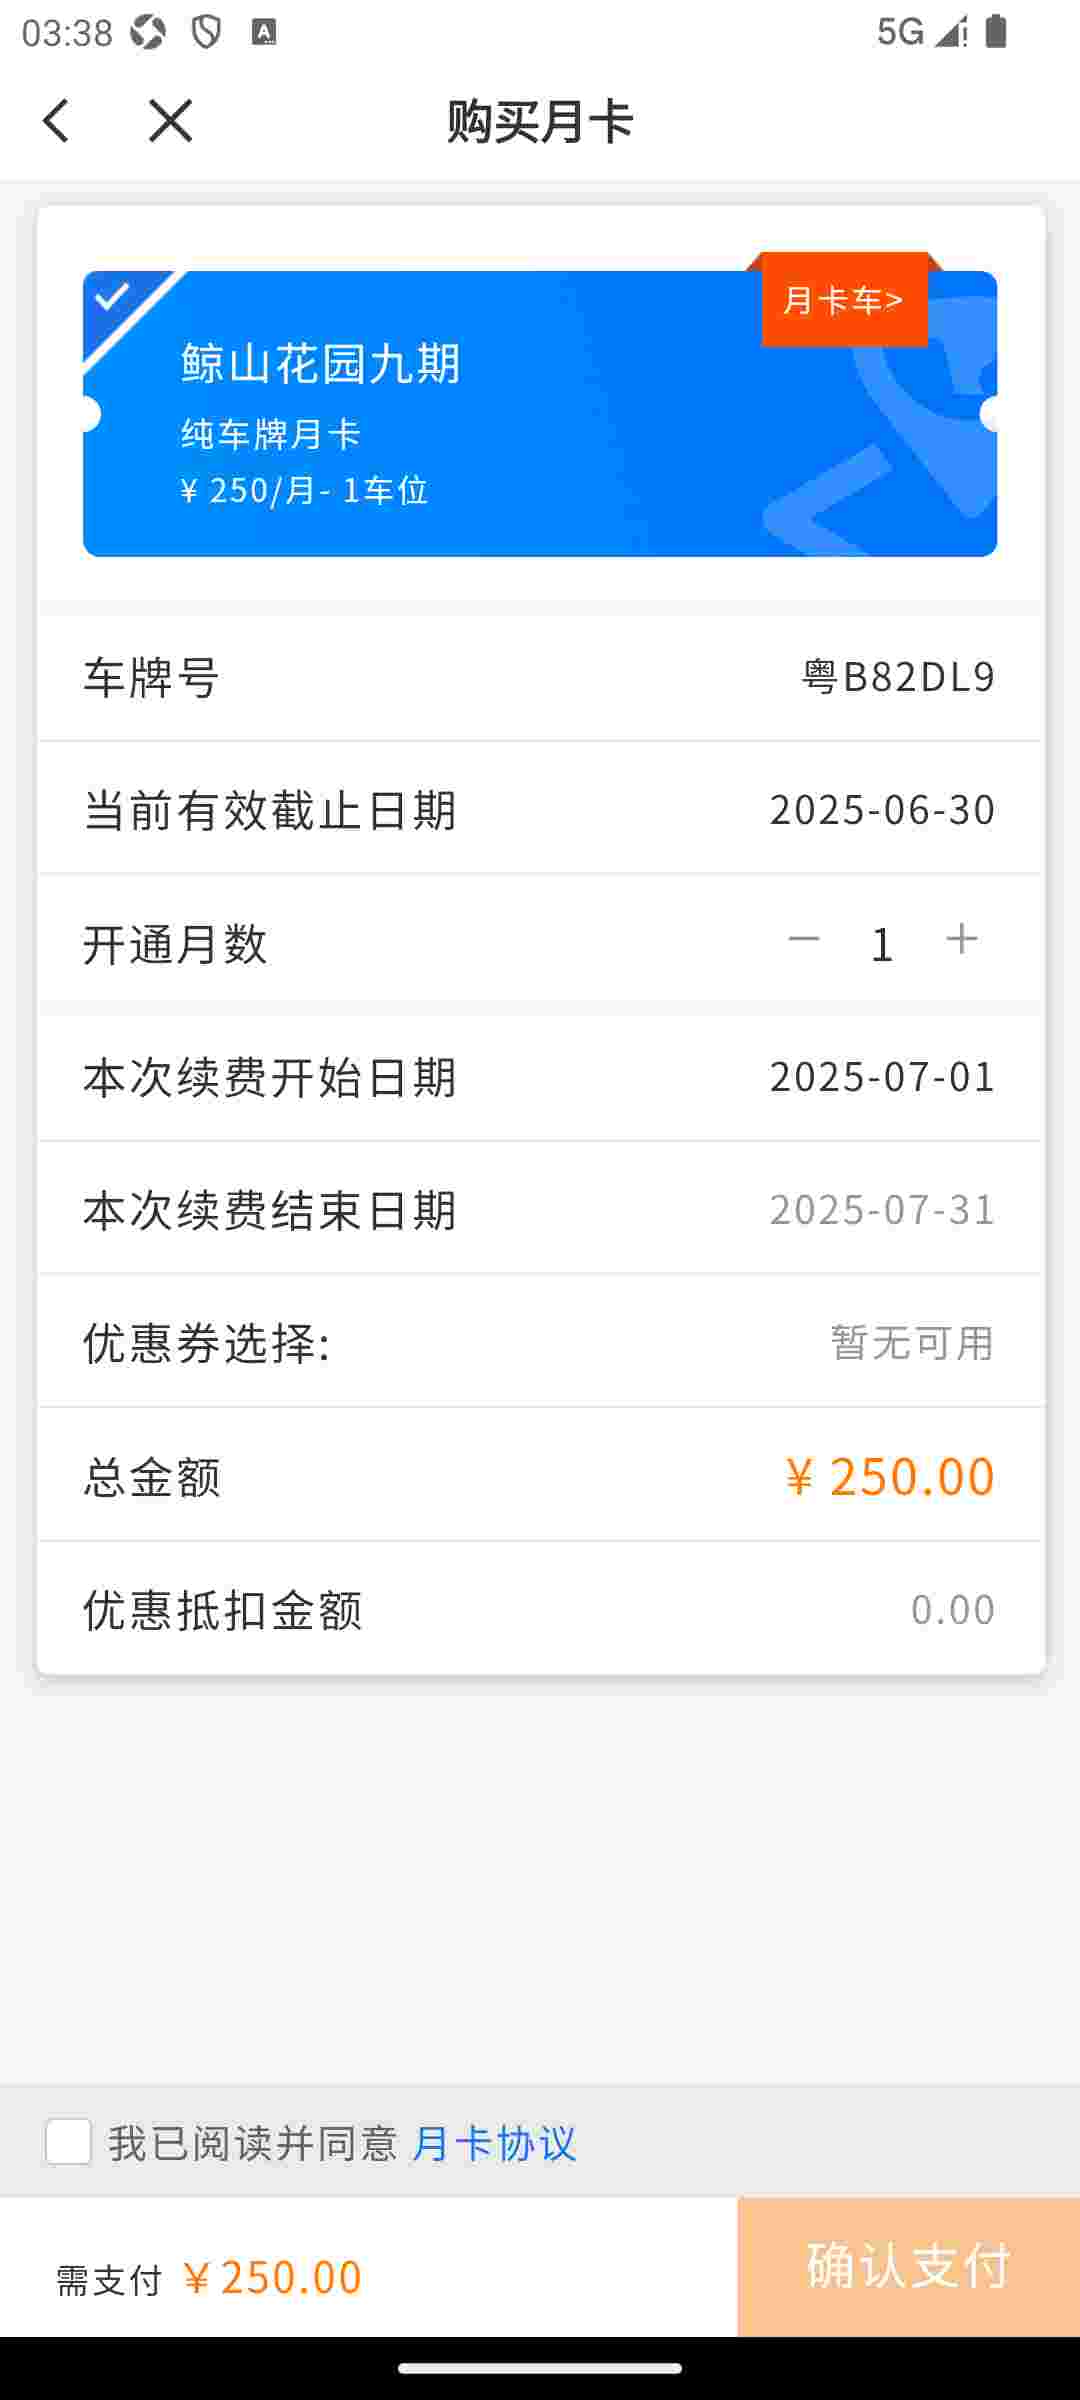 03:38
5G
购买月卡
月卡车>
鲸山花园九期
纯车牌月卡
¥ 250/月- 1车位
车牌号 粤B82DL9
当前有效截止日期 2025-06-30
开通月数 － 1 ＋
本次续费开始日期 2025-07-01
本次续费结束日期 2025-07-31
优惠券选择: 暂无可用
总金额 ¥ 250.00
优惠抵扣金额 0.00
我已阅读并同意 月卡协议
需支付 ¥250.00
确认支付